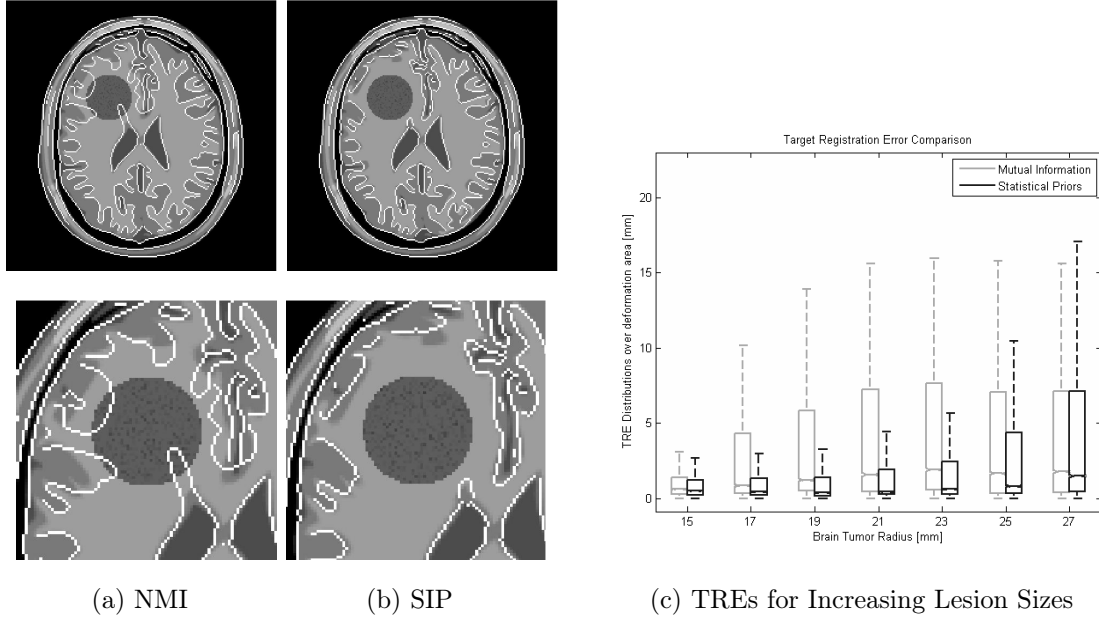 Target Registration Error Comparison
Mutual Information
Statistical Priors
TRE Distributions over deformation area [mm]
20
15
10
5
0
15 17 19 21 23 25 27
Brain Tumor Radius [mm]
(a) NMI (b) SIP (c) TREs for Increasing Lesion Sizes